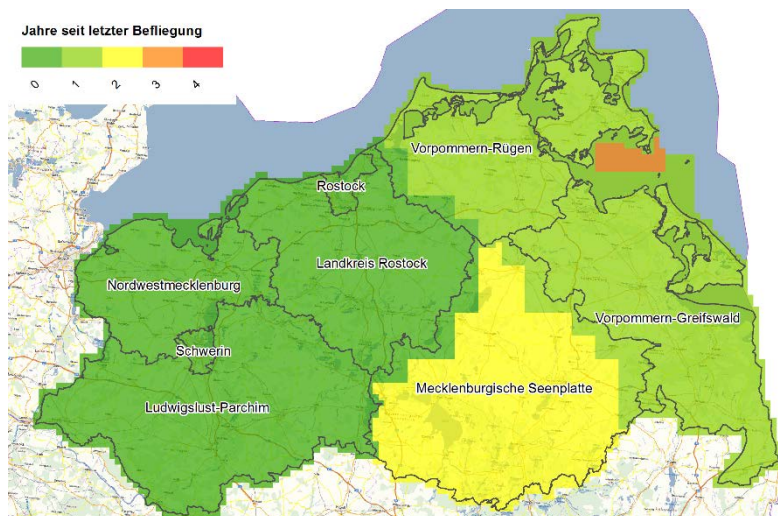 Jahre seit letzter Befliegung
0 1 2 3 4
Vorpommern-Rügen
Rostock
Landkreis Rostock
Nordwestmecklenburg
Vorpommern-Greifswald
Schwerin
Mecklenburgische Seenplatte
Ludwigslust-Parchim